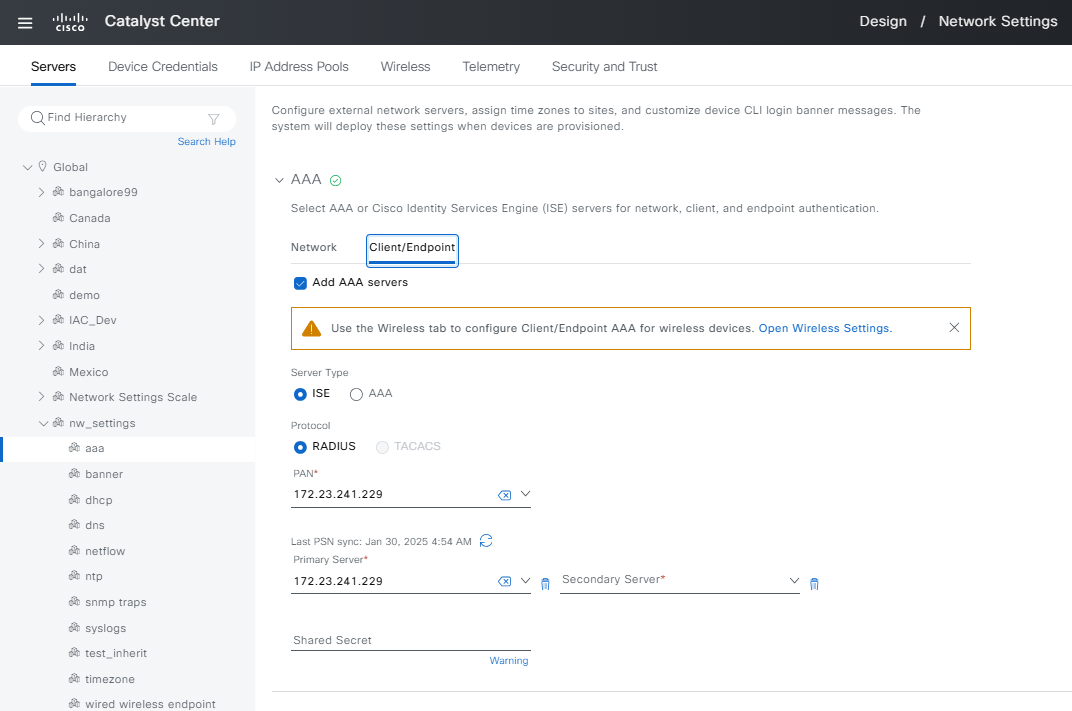 CISCO
Catalyst Center
Design / Network Settings
Servers
Device Credentials
IP Address Pools
Wireless
Telemetry
Security and Trust
Find Hierarchy
Search Help
Global
bangalore99
Canada
China
dat
demo
IAC_Dev
India
Mexico
Network Settings Scale
nw_settings
aaa
banner
dhcp
dns
netflow
ntp
snmp traps
syslogs
test_inherit
timezone
wired wireless endpoint
Configure external network servers, assign time zones to sites, and customize device CLI login banner messages. The
system will deploy these settings when devices are provisioned.
AAA
Select AAA or Cisco Identity Services Engine (ISE) servers for network, client, and endpoint authentication.
Network
Client/Endpoint
Add AAA servers
Use the Wireless tab to configure Client/Endpoint AAA for wireless devices. Open Wireless Settings.
Server Type
ISE
AAA
Protocol
RADIUS
TACACS
PAN*
172.23.241.229
Last PSN sync: Jan 30, 2025 4:54 AM
Primary Server*
172.23.241.229
Secondary Server*
Shared Secret
Warning